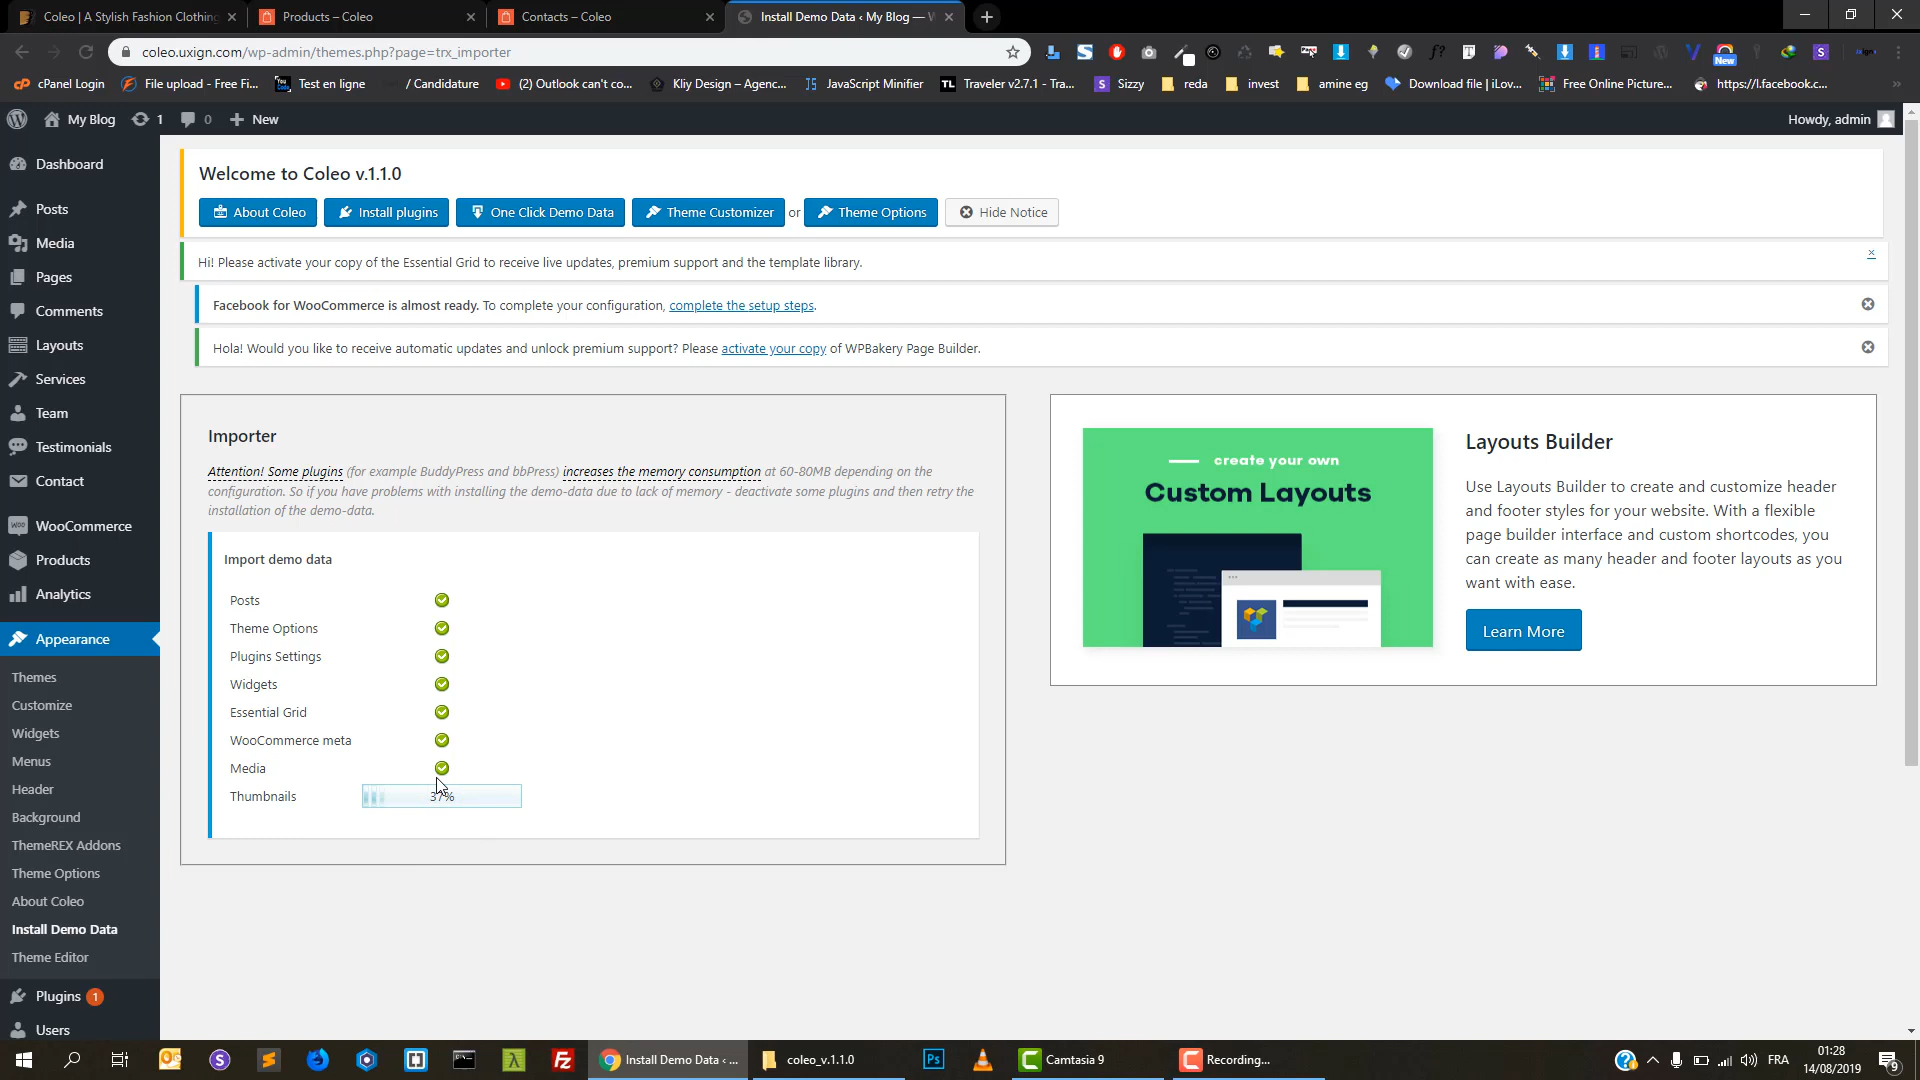 Coleo | A Stylish Fashion Clothing
Products – Coleo
Contacts – Coleo
Install Demo Data ‹ My Blog — W
coleo.uxign.com/wp-admin/themes.php?page=trx_importer
New
cPanel Login
File upload - Free Fi...
Test en ligne
/ Candidature
(2) Outlook can't co...
Kliy Design – Agenc...
JavaScript Minifier
TL Traveler v2.7.1 - Tra...
S Sizzy
reda
invest
amine eg
Download file | iLov...
Free Online Picture...
https://l.facebook.c...
My Blog
1
0
New
Howdy, admin
Dashboard
Posts
Media
Pages
Comments
Layouts
Services
Team
Testimonials
Contact
WooCommerce
Products
Analytics
Appearance
Themes
Customize
Widgets
Menus
Header
Background
ThemeREX Addons
Theme Options
About Coleo
Install Demo Data
Theme Editor
Plugins 1
Users
Welcome to Coleo v.1.1.0
About Coleo
Install plugins
One Click Demo Data
Theme Customizer
or
Theme Options
Hide Notice
Hi! Please activate your copy of the Essential Grid to receive live updates, premium support and the template library.
Facebook for WooCommerce is almost ready. To complete your configuration, complete the setup steps.
Hola! Would you like to receive automatic updates and unlock premium support? Please activate your copy of WPBakery Page Builder.
Importer
Attention! Some plugins (for example BuddyPress and bbPress) increases the memory consumption at 60-80MB depending on the
configuration. So if you have problems with installing the demo-data due to lack of memory - deactivate some plugins and then retry the
installation of the demo-data.
Import demo data
Posts
Theme Options
Plugins Settings
Widgets
Essential Grid
WooCommerce meta
Media
Thumbnails
37%
create your own
Custom Layouts
Layouts Builder
Use Layouts Builder to create and customize header
and footer styles for your website. With a flexible
page builder interface and custom shortcodes, you
can create as many header and footer layouts as you
want with ease.
Learn More
Install Demo Data ‹ ...
coleo_v.1.1.0
Ps
Camtasia 9
Recording...
FRA
01:28
14/08/2019
9